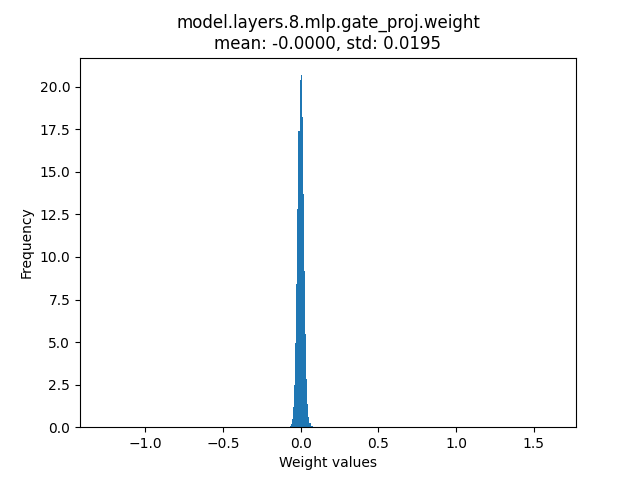 model.layers.8.mlp.gate_proj.weight
mean: -0.0000, std: 0.0195
20.0
17.5
15.0
12.5
10.0
7.5
5.0
2.5
0.0
Frequency
−1.0 −0.5 0.0 0.5 1.0 1.5
Weight values